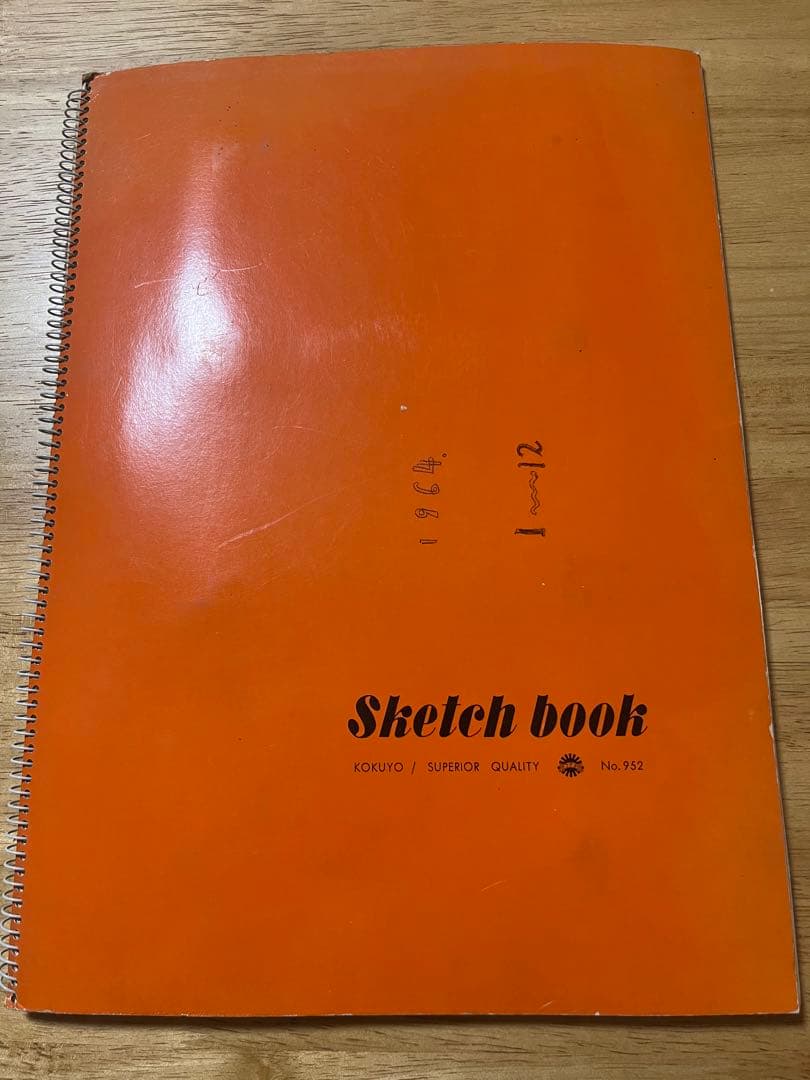 1964.
1〜12
Sketch book
KOKUYO / SUPERIOR QUALITY No.952